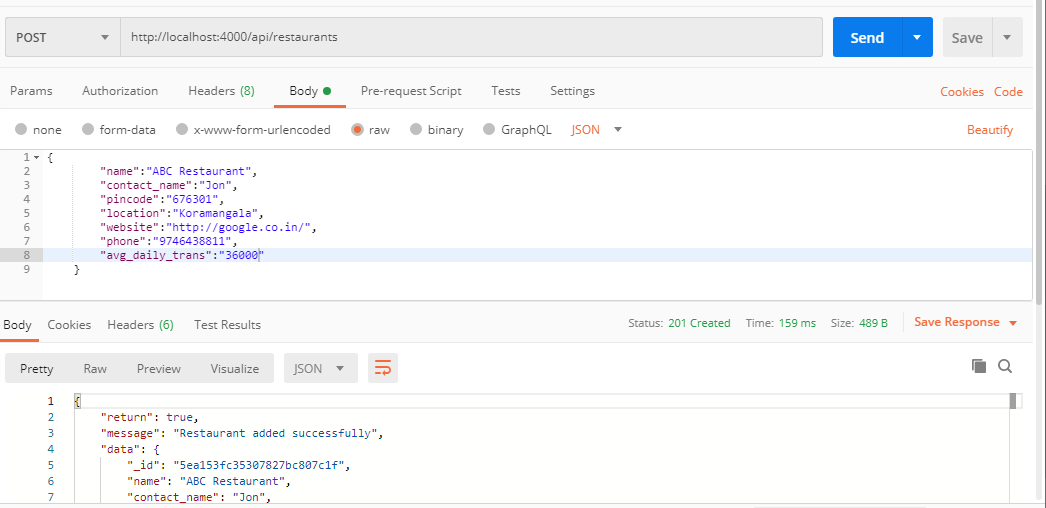 POST http://localhost:4000/api/restaurants Send Save
Params Authorization Headers (8) Body Pre-request Script Tests Settings Cookies Code
none form-data x-www-form-urlencoded raw binary GraphQL JSON Beautify
1 {
2 "name":"ABC Restaurant",
3 "contact_name":"Jon",
4 "pincode":"676301",
5 "location":"Koramangala",
6 "website":"http://google.co.in/",
7 "phone":"9746438811",
8 "avg_daily_trans":"36000"
9 }
Body Cookies Headers (6) Test Results Status: 201 Created Time: 159 ms Size: 489 B Save Response
Pretty Raw Preview Visualize JSON
1 {
2 "return": true,
3 "message": "Restaurant added successfully",
4 "data": {
5 "_id": "5ea153fc35307827bc807c1f",
6 "name": "ABC Restaurant",
7 "contact_name": "Jon",